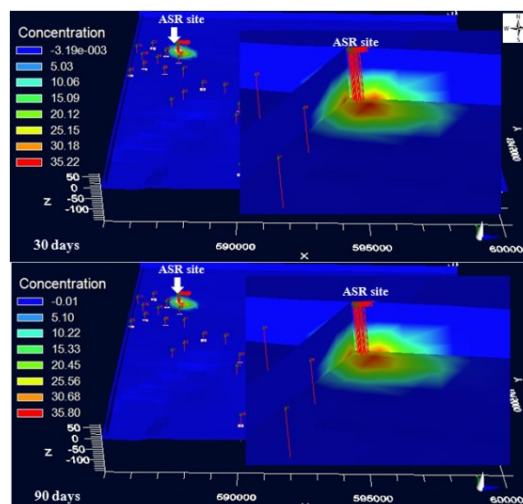 Concentration
-3.19e-003
5.03
10.06
15.09
20.12
25.15
30.18
35.22
ASR site
ASR site
N
W
Z
50
0
-50
-100
30 days
590000
X
595000
Y
60000
Concentration
-0.01
5.10
10.22
15.33
20.45
25.56
30.68
35.80
ASR site
ASR site
Z
50
0
-50
-100
90 days
590000
595000
Y
60000